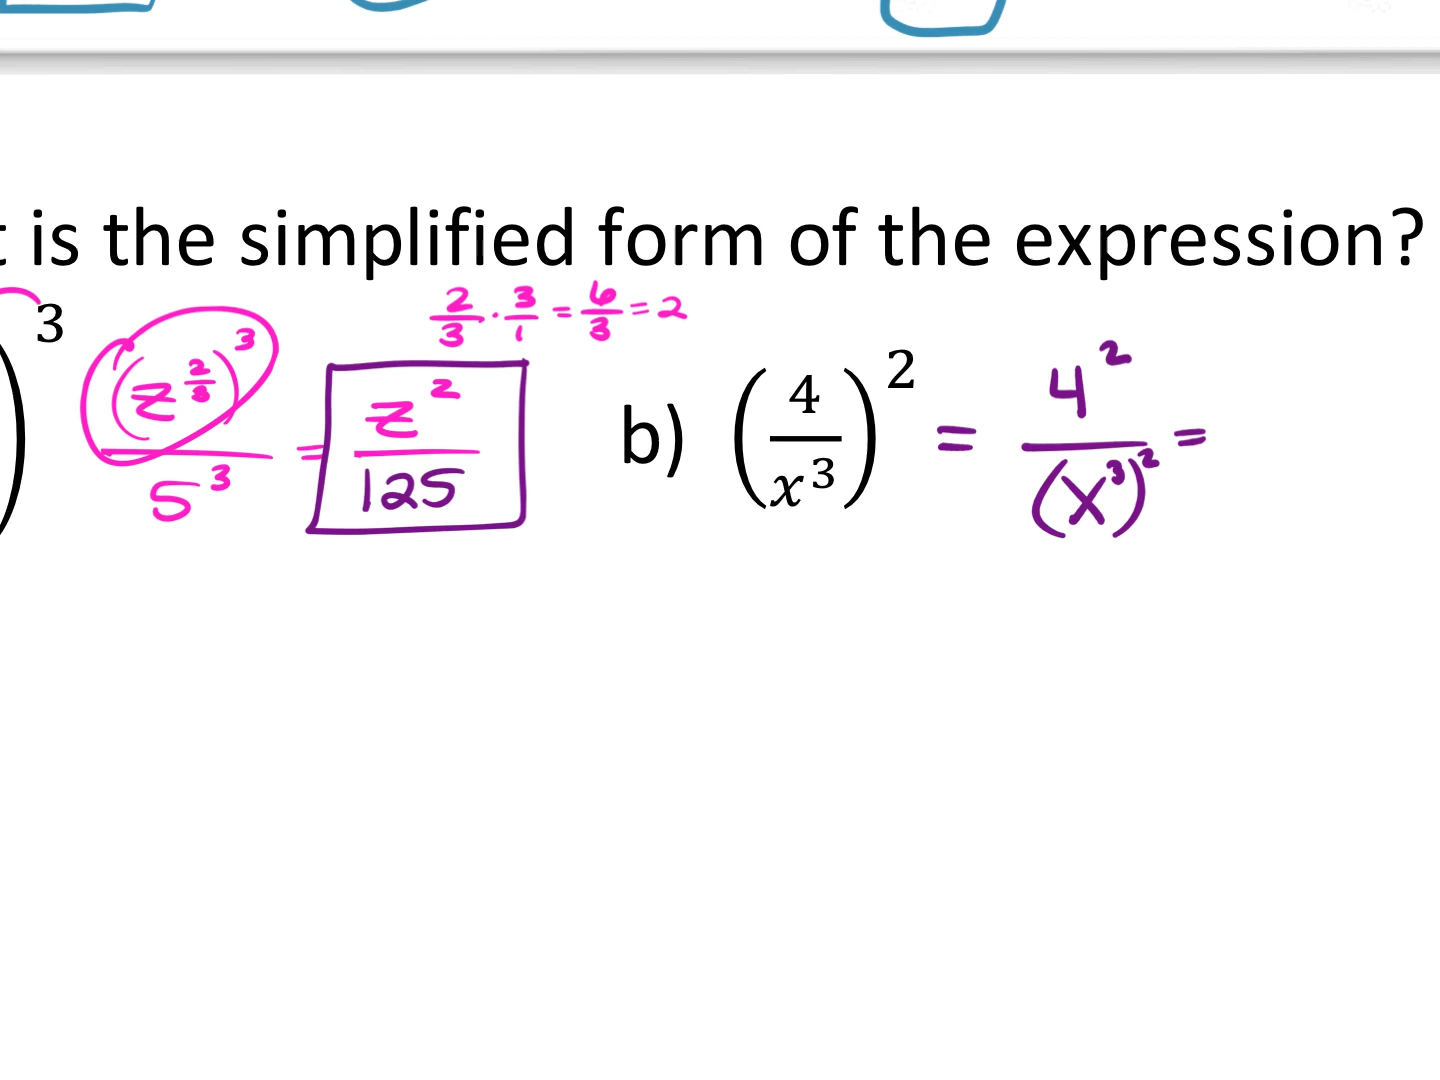 is the simplified form of the expression?
3 (z^(2/3))^3 / 5^3 = z^2 / 125
2/3 · 3/1 = 6/3 = 2
b) (4/x^3)^2 = 4^2 / (x^3)^2 =